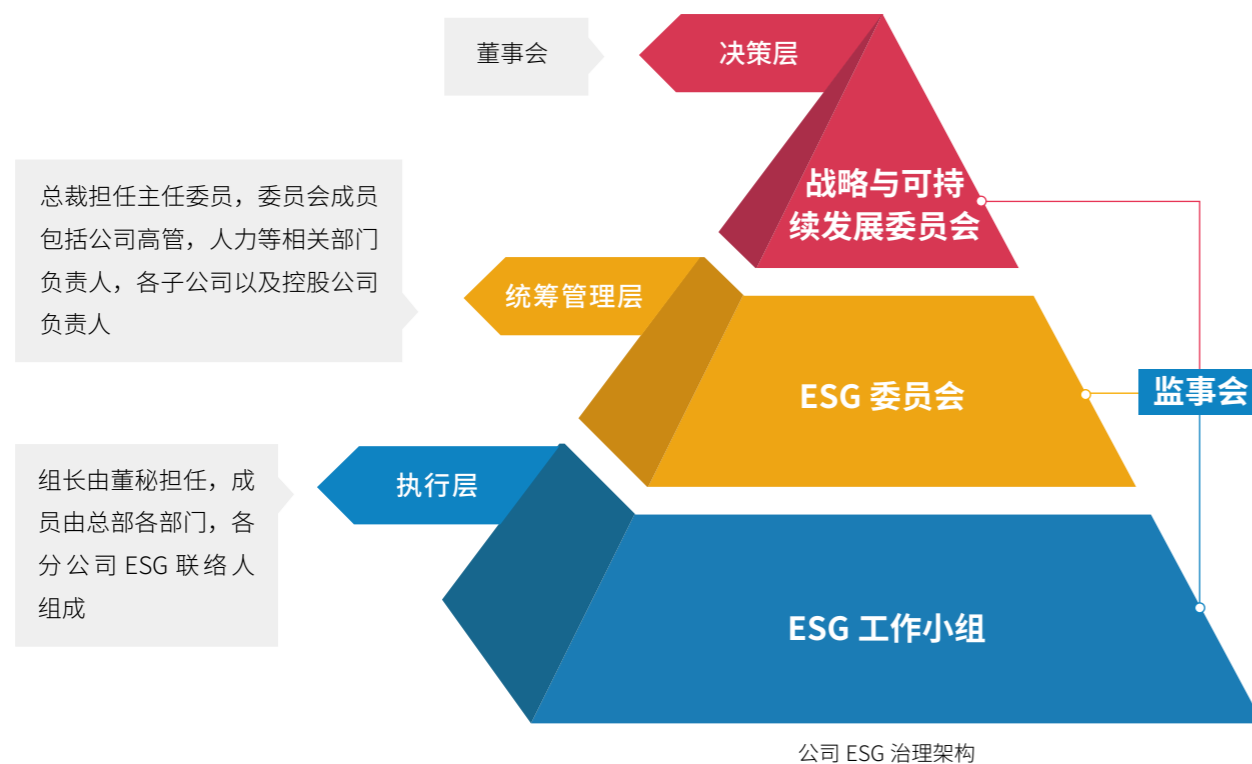 董事会
决策层
战略与可持
续发展委员会
总裁担任主任委员，委员会成员
包括公司高管，人力等相关部门
负责人，各子公司以及控股公司
负责人
统筹管理层
ESG 委员会
监事会
组长由董秘担任，成
员由总部各部门，各
分公司 ESG 联络人
组成
执行层
ESG 工作小组
公司 ESG 治理架构